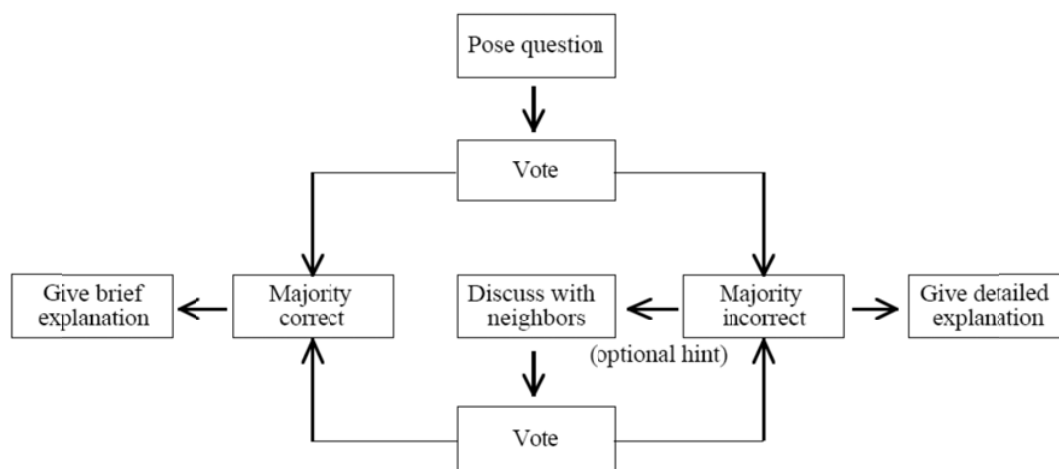 Pose question
Vote
Give brief
explanation
Majority
correct
Discuss with
neighbors
Majority
incorrect
Give detailed
explanation
(optional hint)
Vote